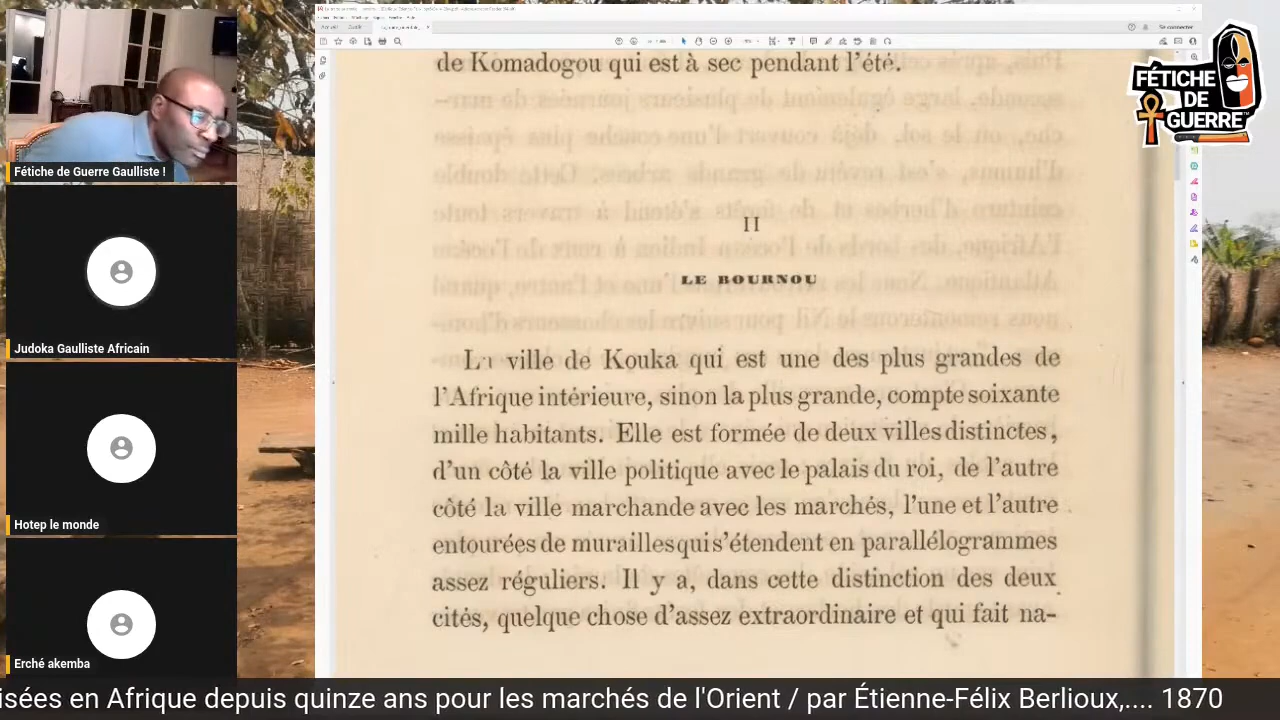 Fétiche de Guerre Gaulliste !
Judoka Gaulliste Africain
Hotep le monde
Erché akemba
Se connecter
FÉTICHE
DE
GUERRE
de Komadogou qui est à sec pendant l'été.
II
LE BOURNOU
La ville de Kouka qui est une des plus grandes de
l'Afrique intérieure, sinon la plus grande, compte soixante
mille habitants. Elle est formée de deux villes distinctes,
d'un côté la ville politique avec le palais du roi, de l'autre
côté la ville marchande avec les marchés, l'une et l'autre
entourées de murailles qui s'étendent en parallélogrammes
assez réguliers. Il y a, dans cette distinction des deux
cités, quelque chose d'assez extraordinaire et qui fait na-
isées en Afrique depuis quinze ans pour les marchés de l'Orient / par Étienne-Félix Berlioux,.... 1870